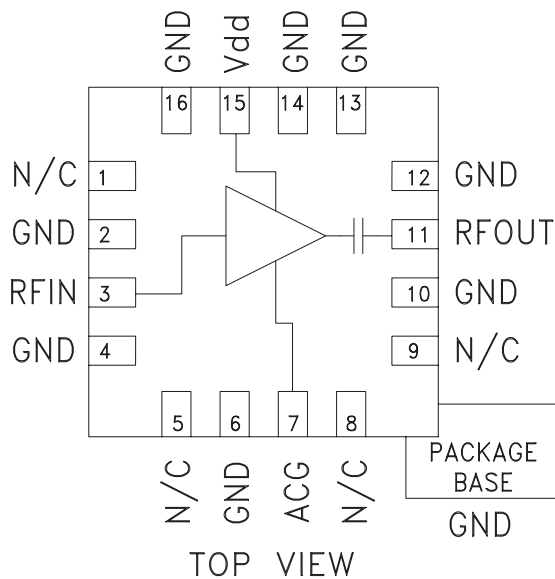 GND Vdd GND GND
16 15 14 13
N/C 1
12 GND
GND 2
11 RFOUT
RFIN 3
10 GND
GND 4
9 N/C
5 6 7 8
N/C GND ACG N/C
PACKAGE
BASE
GND
TOP VIEW